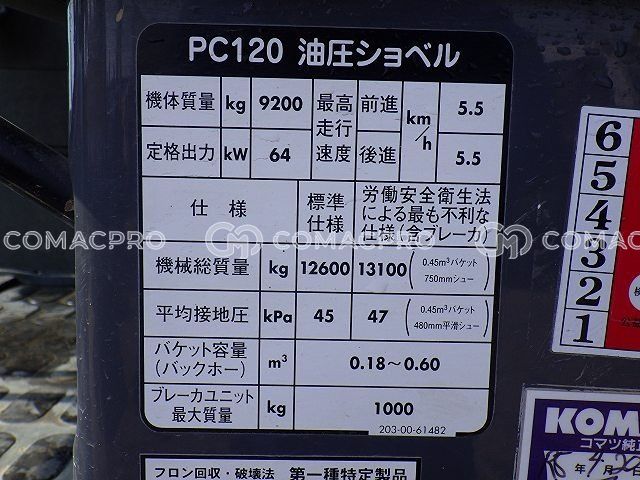 PC120 油圧ショベル
機体質量 kg 9200 最高走行速度 前進 km/h 5.5
定格出力 kW 64 後進 5.5
仕様 標準仕様 労働安全衛生法による最も不利な仕様(含ブレーカ)
COMACPRO COMACPRO COMACPRO
機械総質量 kg 12600 13100 (0.45m³バケット 750mmシュー)
平均接地圧 kPa 45 47 (0.45m³バケット 480mm平滑シュー)
バケット容量(バックホー) m³ 0.18～0.60
ブレーカユニット最大質量 kg 1000
203-00-61482
フロン回収・破壊法 第一種特定製品
6
5
4
3
2
1
KOM
コマツ純正
年 月 日